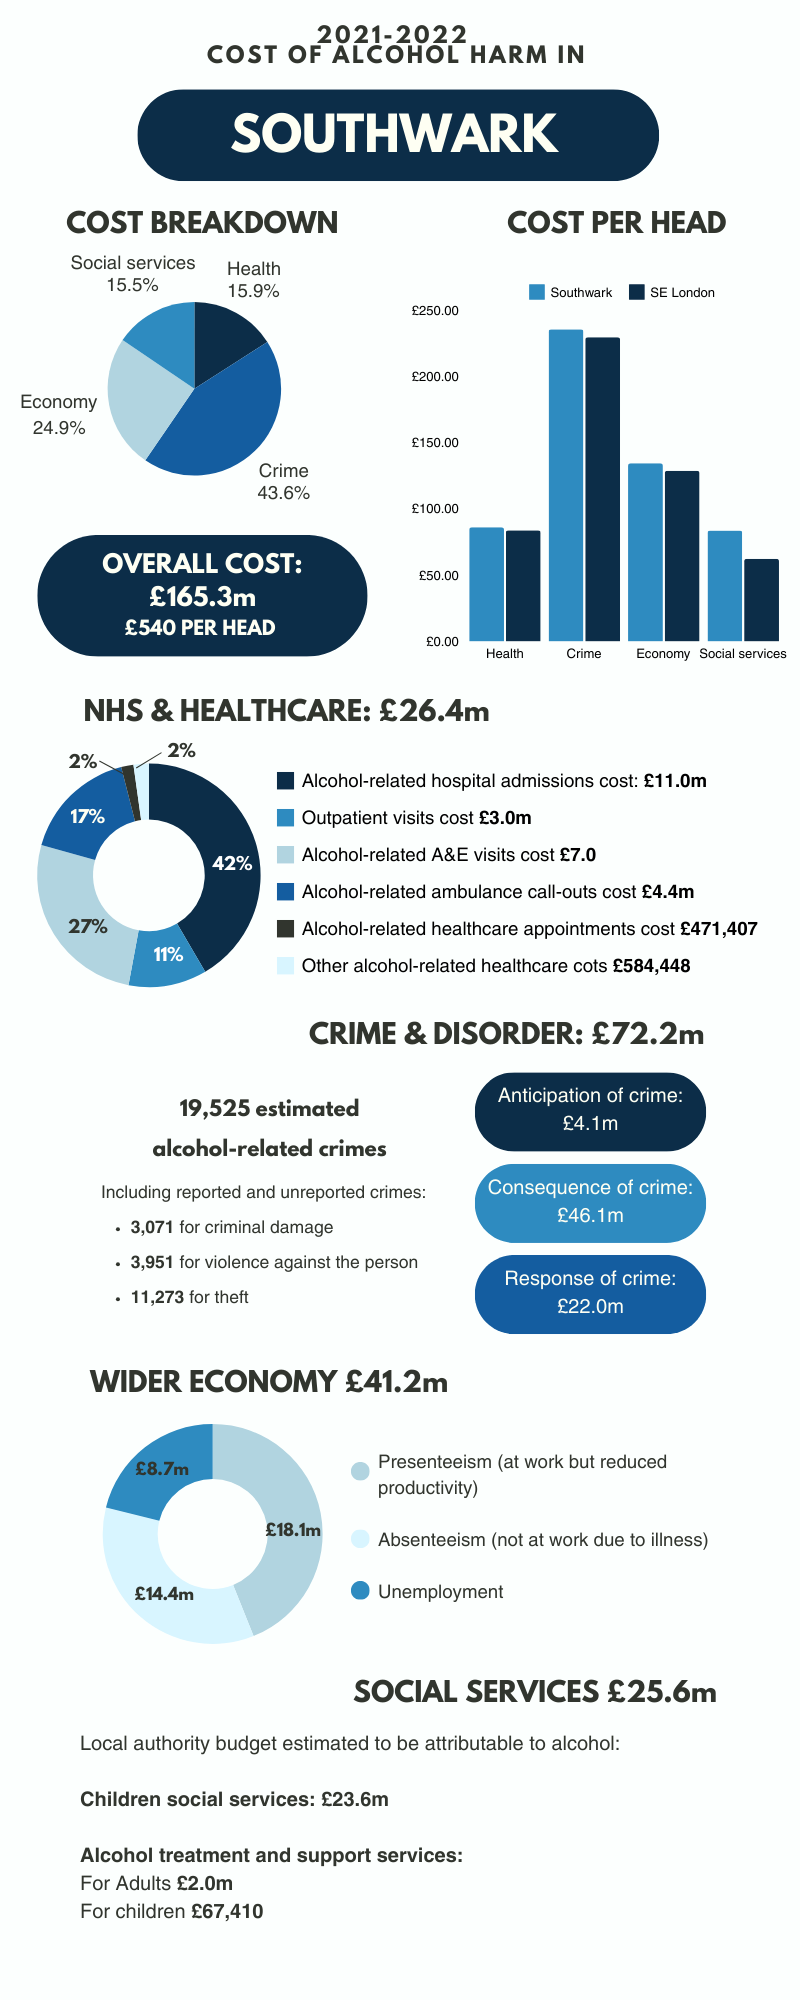 2021-2022
COST OF ALCOHOL HARM IN
SOUTHWARK
COST BREAKDOWN
Social services
15.5%
Health
15.9%
Economy
24.9%
Crime
43.6%
OVERALL COST:
£165.3m
£540 PER HEAD
COST PER HEAD
Southwark
SE London
£250.00
£200.00
£150.00
£100.00
£50.00
£0.00
Health
Crime
Economy
Social services
NHS & HEALTHCARE: £26.4m
2%
2%
17%
42%
27%
11%
Alcohol-related hospital admissions cost: £11.0m
Outpatient visits cost £3.0m
Alcohol-related A&E visits cost £7.0
Alcohol-related ambulance call-outs cost £4.4m
Alcohol-related healthcare appointments cost £471,407
Other alcohol-related healthcare cots £584,448
CRIME & DISORDER: £72.2m
19,525 estimated
alcohol-related crimes
Including reported and unreported crimes:
• 3,071 for criminal damage
• 3,951 for violence against the person
• 11,273 for theft
Anticipation of crime:
£4.1m
Consequence of crime:
£46.1m
Response of crime:
£22.0m
WIDER ECONOMY £41.2m
£8.7m
£18.1m
£14.4m
Presenteeism (at work but reduced
productivity)
Absenteeism (not at work due to illness)
Unemployment
SOCIAL SERVICES £25.6m
Local authority budget estimated to be attributable to alcohol:
Children social services: £23.6m
Alcohol treatment and support services:
For Adults £2.0m
For children £67,410